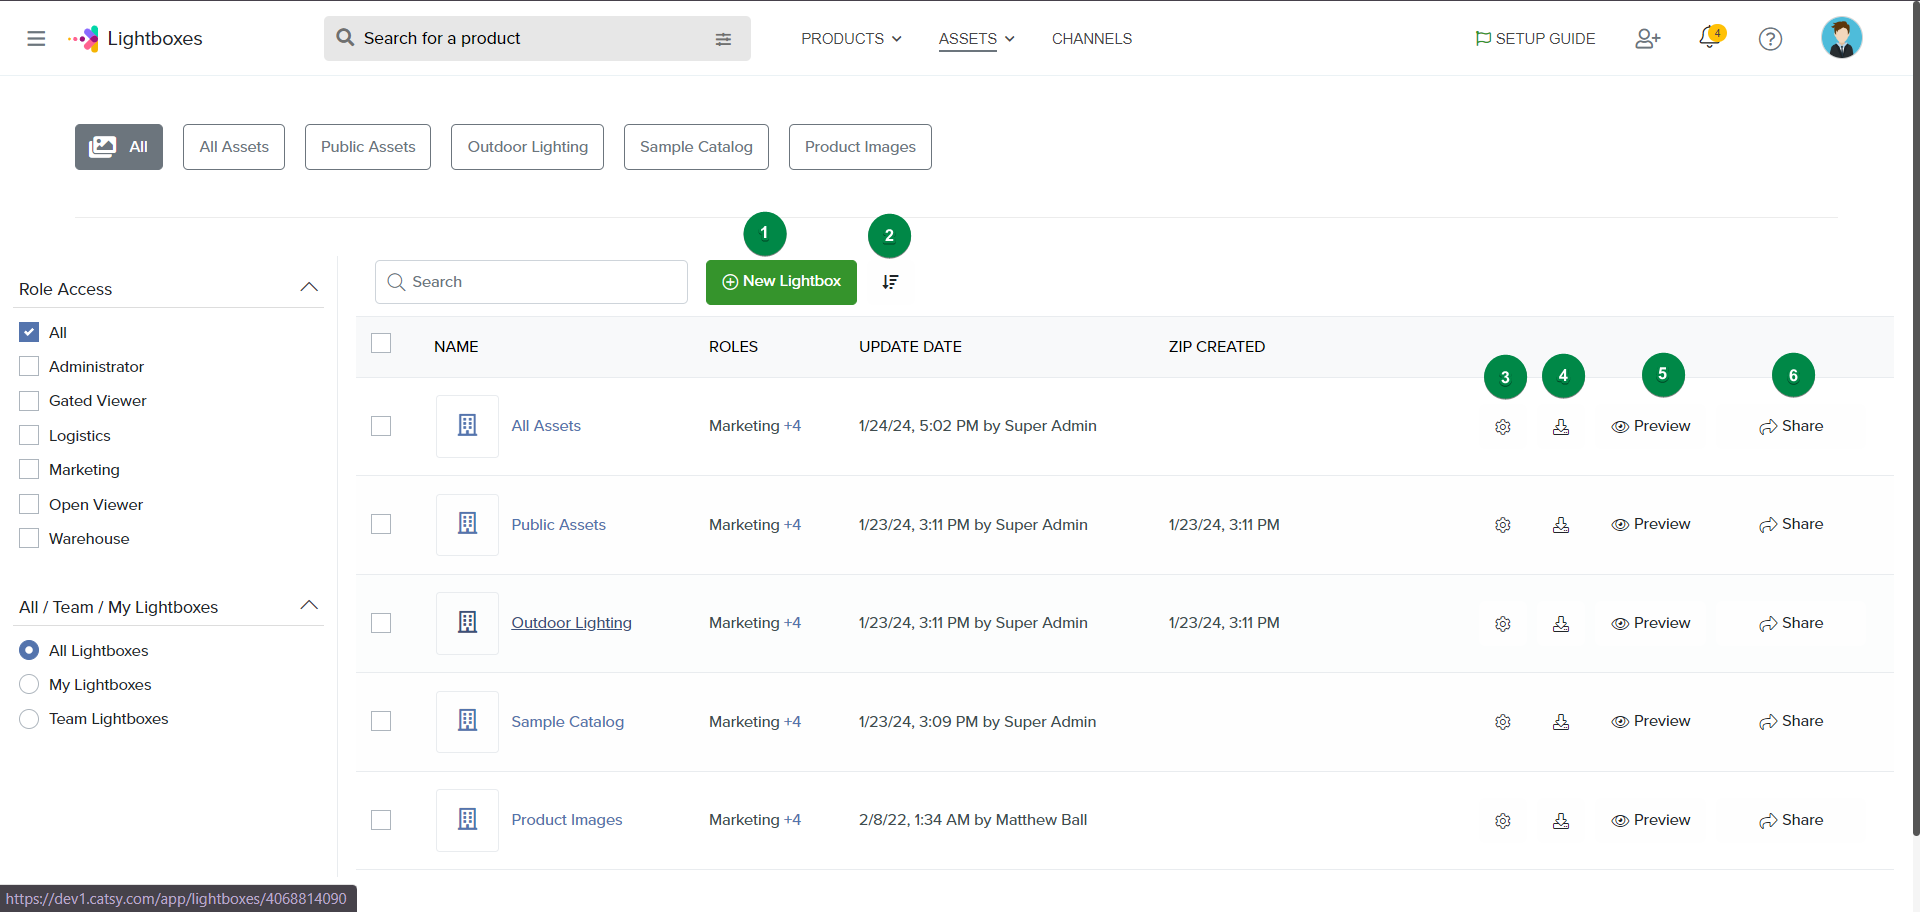 Lightboxes
Search for a product
PRODUCTS
ASSETS
CHANNELS
SETUP GUIDE
4
?
All
All Assets
Public Assets
Outdoor Lighting
Sample Catalog
Product Images
1
2
Search
New Lightbox
Role Access
All
Administrator
Gated Viewer
Logistics
Marketing
Open Viewer
Warehouse
All / Team / My Lightboxes
All Lightboxes
My Lightboxes
Team Lightboxes
NAME ROLES UPDATE DATE ZIP CREATED
3 4 5 6
All Assets Marketing +4 1/24/24, 5:02 PM by Super Admin Preview Share
Public Assets Marketing +4 1/23/24, 3:11 PM by Super Admin 1/23/24, 3:11 PM Preview Share
Outdoor Lighting Marketing +4 1/23/24, 3:11 PM by Super Admin 1/23/24, 3:11 PM Preview Share
Sample Catalog Marketing +4 1/23/24, 3:09 PM by Super Admin Preview Share
Product Images Marketing +4 2/8/22, 1:34 AM by Matthew Ball Preview Share
https://dev1.catsy.com/app/lightboxes/4068814090